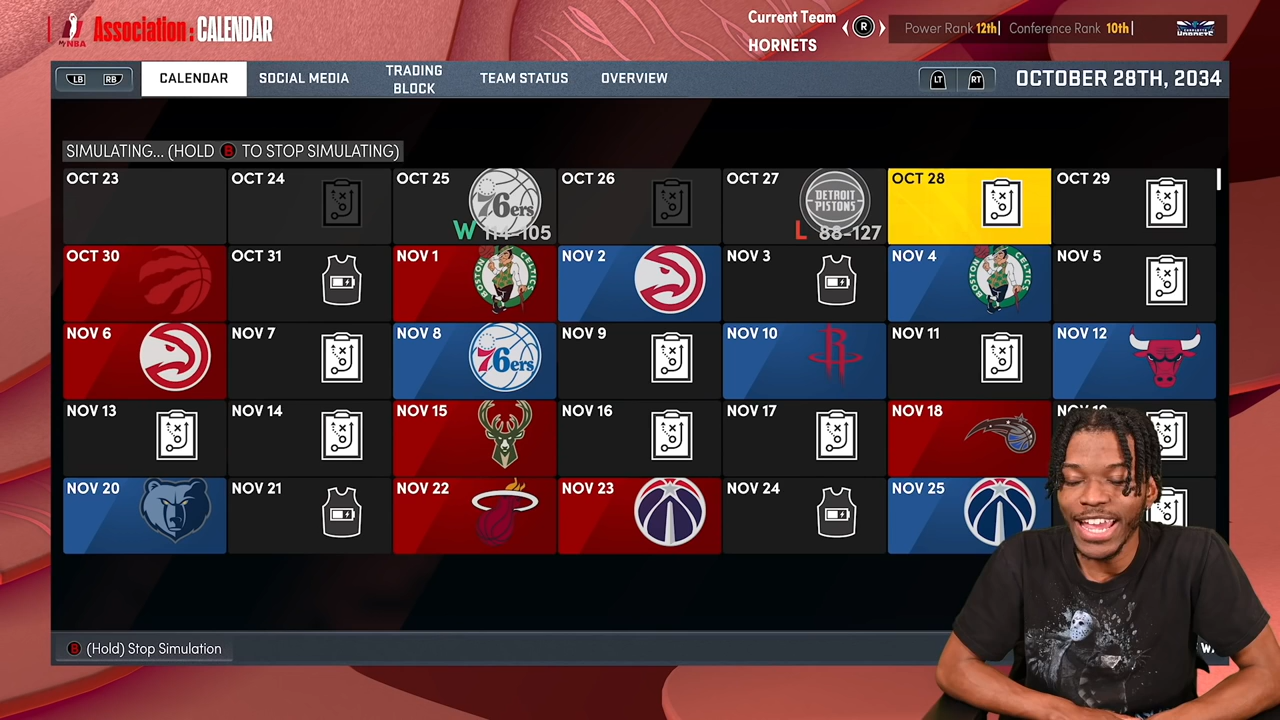 Current Team
HORNETS
R
Power Rank 12th| Conference Rank 10th|
HORNETS
MyNBA
Association: CALENDAR
LB RB
CALENDAR
SOCIAL MEDIA
TRADING
BLOCK
TEAM STATUS
OVERVIEW
LT RT
OCTOBER 28TH, 2034
SIMULATING... (HOLD B TO STOP SIMULATING)
OCT 23
OCT 24
OCT 25
76ers
W 114-105
OCT 26
OCT 27
DETROIT
PISTONS
L 88-127
OCT 28
OCT 29
OCT 30
OCT 31
NOV 1
BOSTON
CELTICS
NOV 2
NOV 3
NOV 4
BOSTON
CELTICS
NOV 5
NOV 6
NOV 7
NOV 8
76ers
NOV 9
NOV 10
NOV 11
NOV 12
NOV 13
NOV 14
NOV 15
NOV 16
NOV 17
NOV 18
NOV 19
NOV 20
NOV 21
NOV 22
NOV 23
NOV 24
NOV 25
B (Hold) Stop Simulation